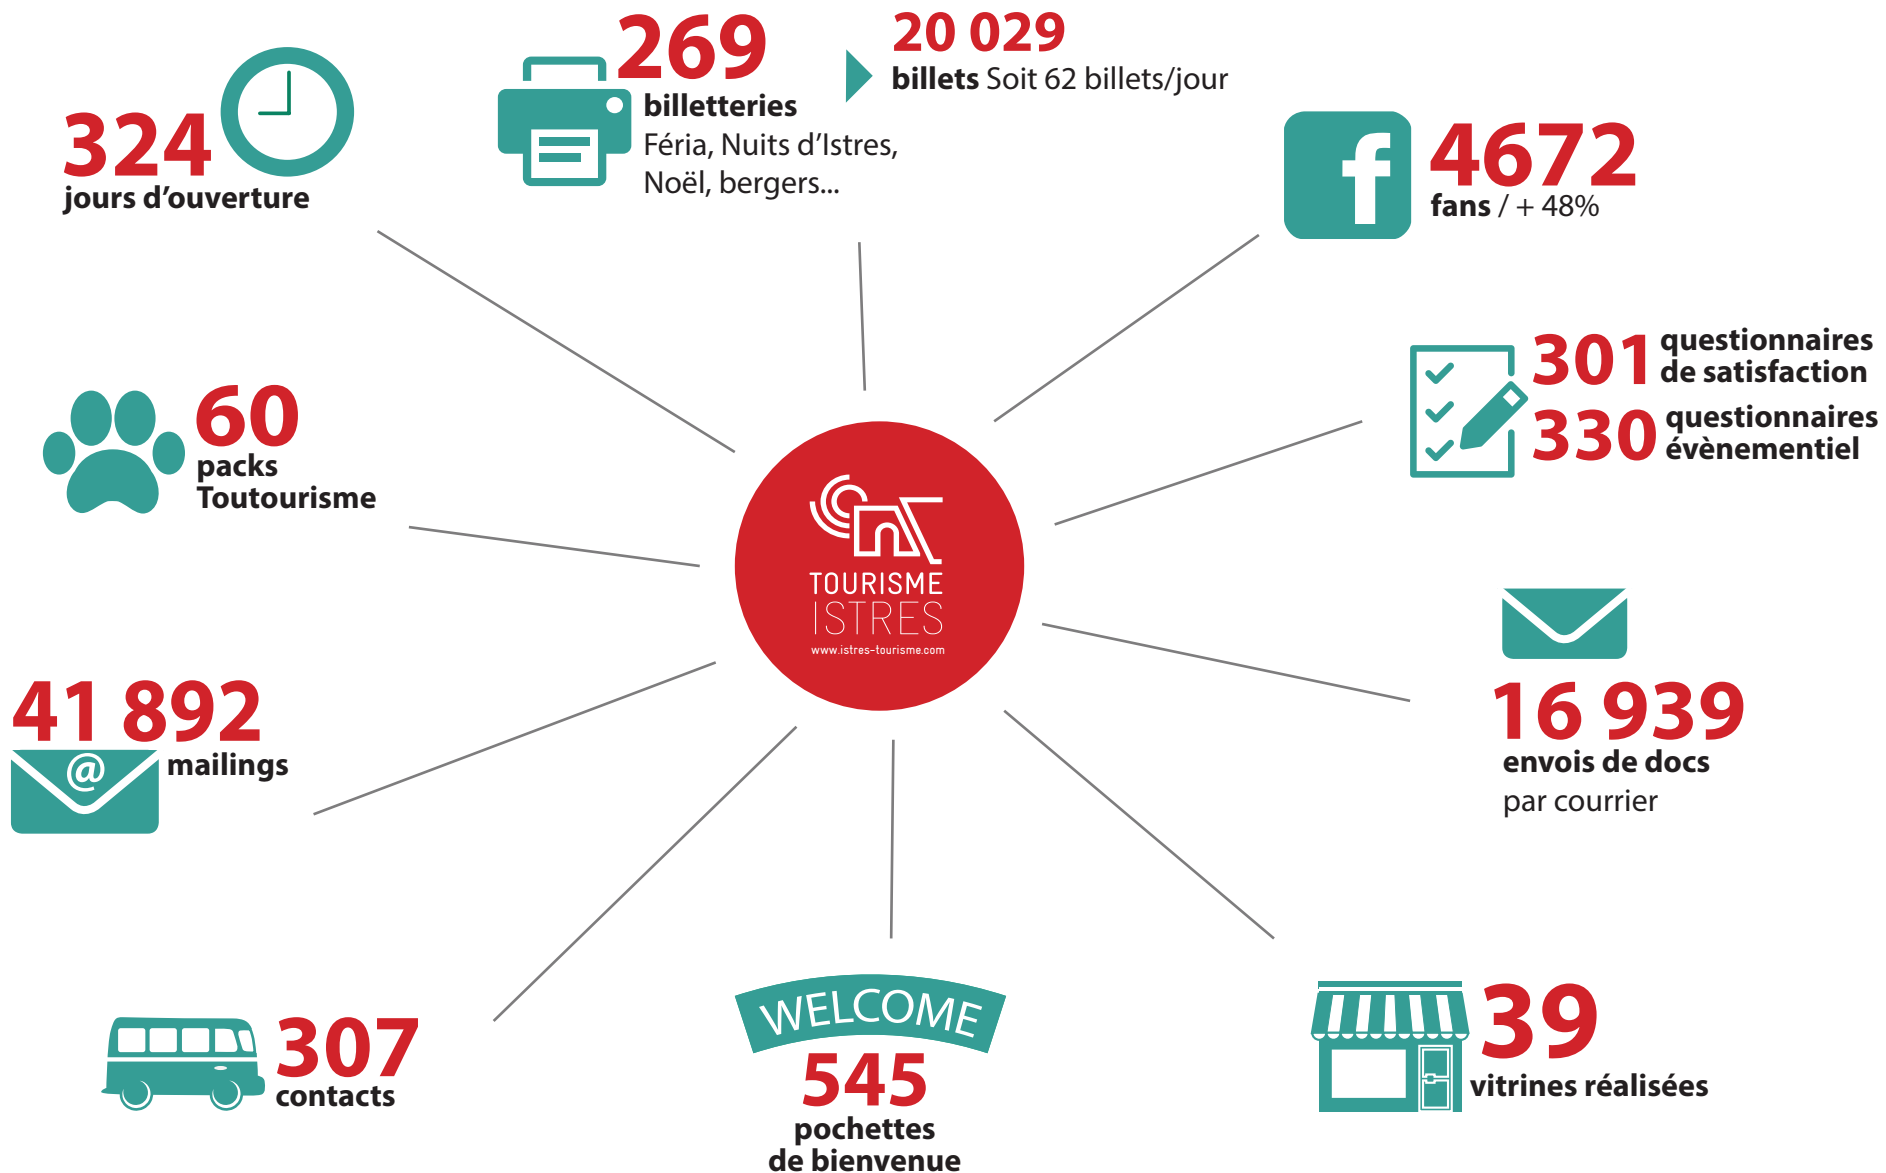 324
jours d'ouverture
269
billetteries
Féria, Nuits d'Istres,
Noël, bergers...
20 029
billets Soit 62 billets/jour
f
4672
fans / + 48%
60
packs
Toutourisme
301 questionnaires
de satisfaction
330 questionnaires
évènementiel
TOURISME
ISTRES
www.istres-tourisme.com
41 892
@ mailings
16 939
envois de docs
par courrier
307
contacts
WELCOME
545
pochettes
de bienvenue
39
vitrines réalisées